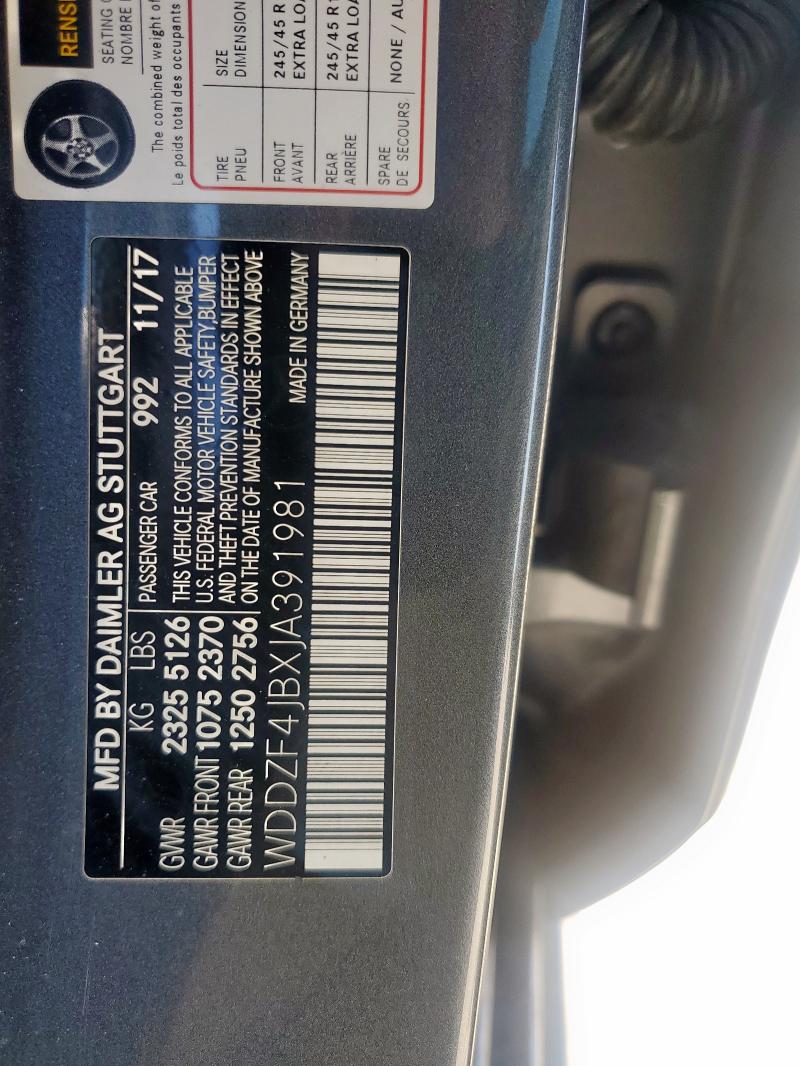 MFD BY DAIMLER AG STUTTGART
KG LBS
PASSENGER CAR 992 11/17
GVWR 2325 5126
GAWR FRONT 1075 2370
GAWR REAR 1250 2756
THIS VEHICLE CONFORMS TO ALL APPLICABLE
U.S. FEDERAL MOTOR VEHICLE SAFETY,BUMPER
AND THEFT PREVENTION STANDARDS IN EFFECT
ON THE DATE OF MANUFACTURE SHOWN ABOVE
WDDZF4JBXJA391981
MADE IN GERMANY
SEATING
NOMBRE
The combined weight of
Le poids total des occupants
TIRE SIZE
PNEU DIMENSION
FRONT 245/45 R
AVANT EXTRA
REAR 245/45 R
ARRIÈRE EXTRA
SPARE NONE /
DE SECOURS.